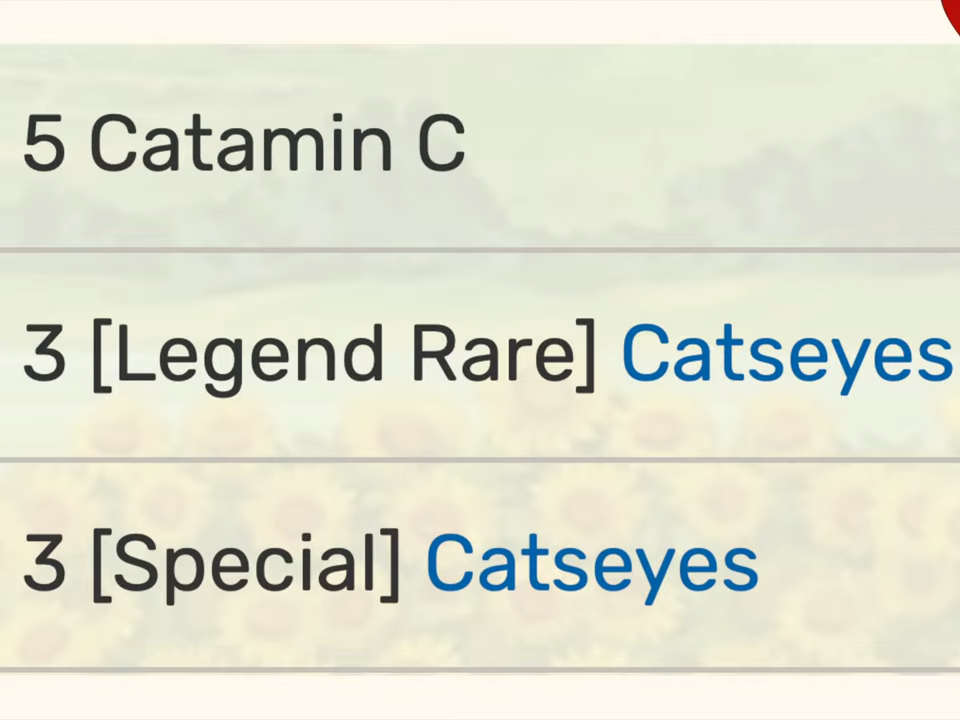 5 Catamin C
3 [Legend Rare] Catseyes
3 [Special] Catseyes